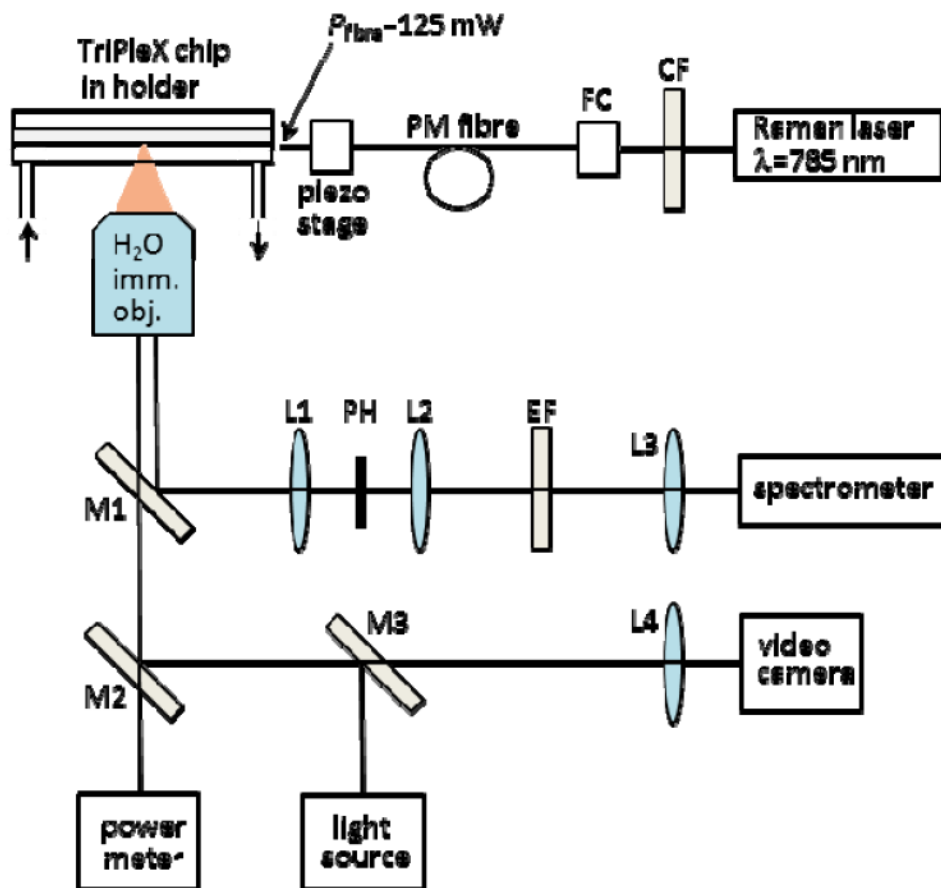 P_fibre~125 mW
TriPleX chip
in holder
CF
FC
PM fibre
Raman laser
λ=785 nm
piezo
stage
H₂O
imm.
obj.
L1
PH
L2
EF
L3
spectrometer
M1
M3
L4
video
camera
M2
power
meter
light
source